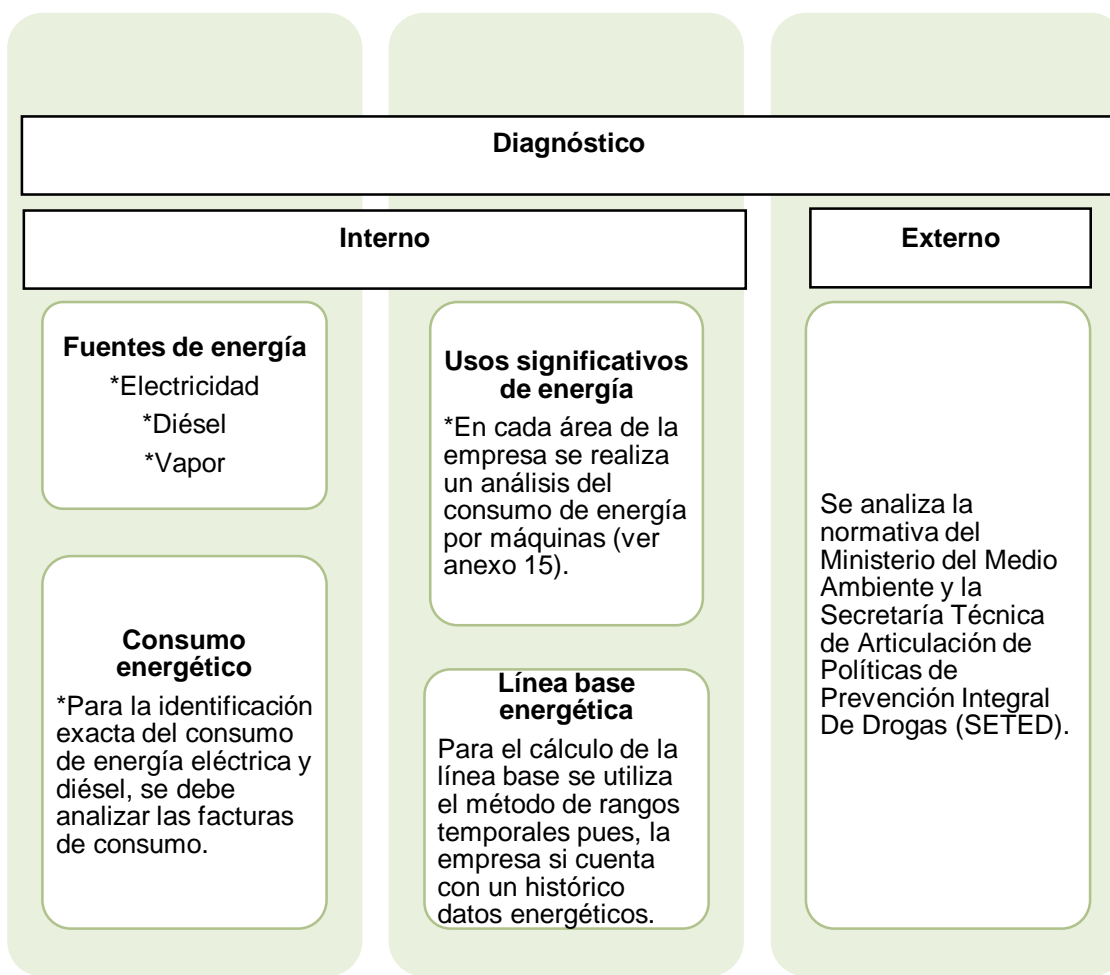 Diagnóstico
Interno
Externo
Fuentes de energía
*Electricidad
*Diésel
*Vapor
Consumo
energético
*Para la identificación
exacta del consumo
de energía eléctrica y
diésel, se debe
analizar las facturas
de consumo.
Usos significativos
de energía
*En cada área de la
empresa se realiza
un análisis del
consumo de energía
por máquinas (ver
anexo 15).
Línea base
energética
Para el cálculo de la
línea base se utiliza
el método de rangos
temporales pues, la
empresa si cuenta
con un histórico
datos energéticos.
Se analiza la
normativa del
Ministerio del Medio
Ambiente y la
Secretaría Técnica
de Articulación de
Políticas de
Prevención Integral
De Drogas (SETED).